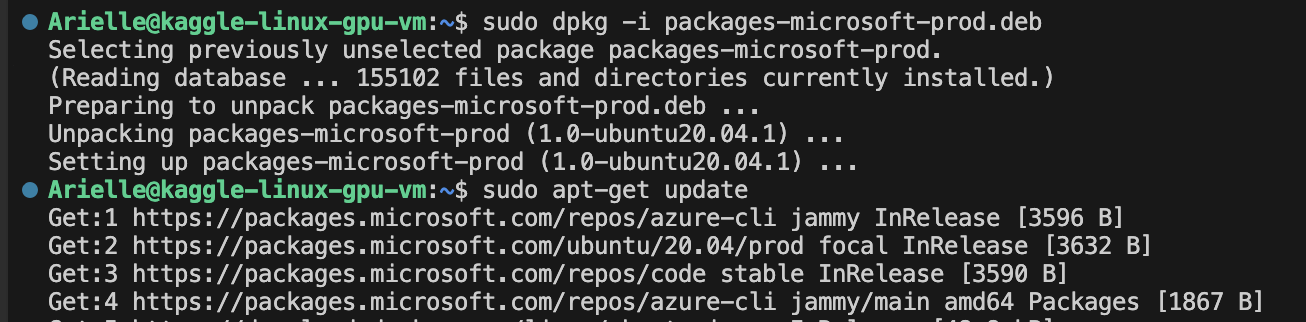 Arielle@kaggle-linux-gpu-vm:~$ sudo dpkg -i packages-microsoft-prod.deb
Selecting previously unselected package packages-microsoft-prod.
(Reading database ... 155102 files and directories currently installed.)
Preparing to unpack packages-microsoft-prod.deb ...
Unpacking packages-microsoft-prod (1.0-ubuntu20.04.1) ...
Setting up packages-microsoft-prod (1.0-ubuntu20.04.1) ...
Arielle@kaggle-linux-gpu-vm:~$ sudo apt-get update
Get:1 https://packages.microsoft.com/repos/azure-cli jammy InRelease [3596 B]
Get:2 https://packages.microsoft.com/ubuntu/20.04/prod focal InRelease [3632 B]
Get:3 https://packages.microsoft.com/repos/code stable InRelease [3590 B]
Get:4 https://packages.microsoft.com/repos/azure-cli jammy/main amd64 Packages [1867 B]